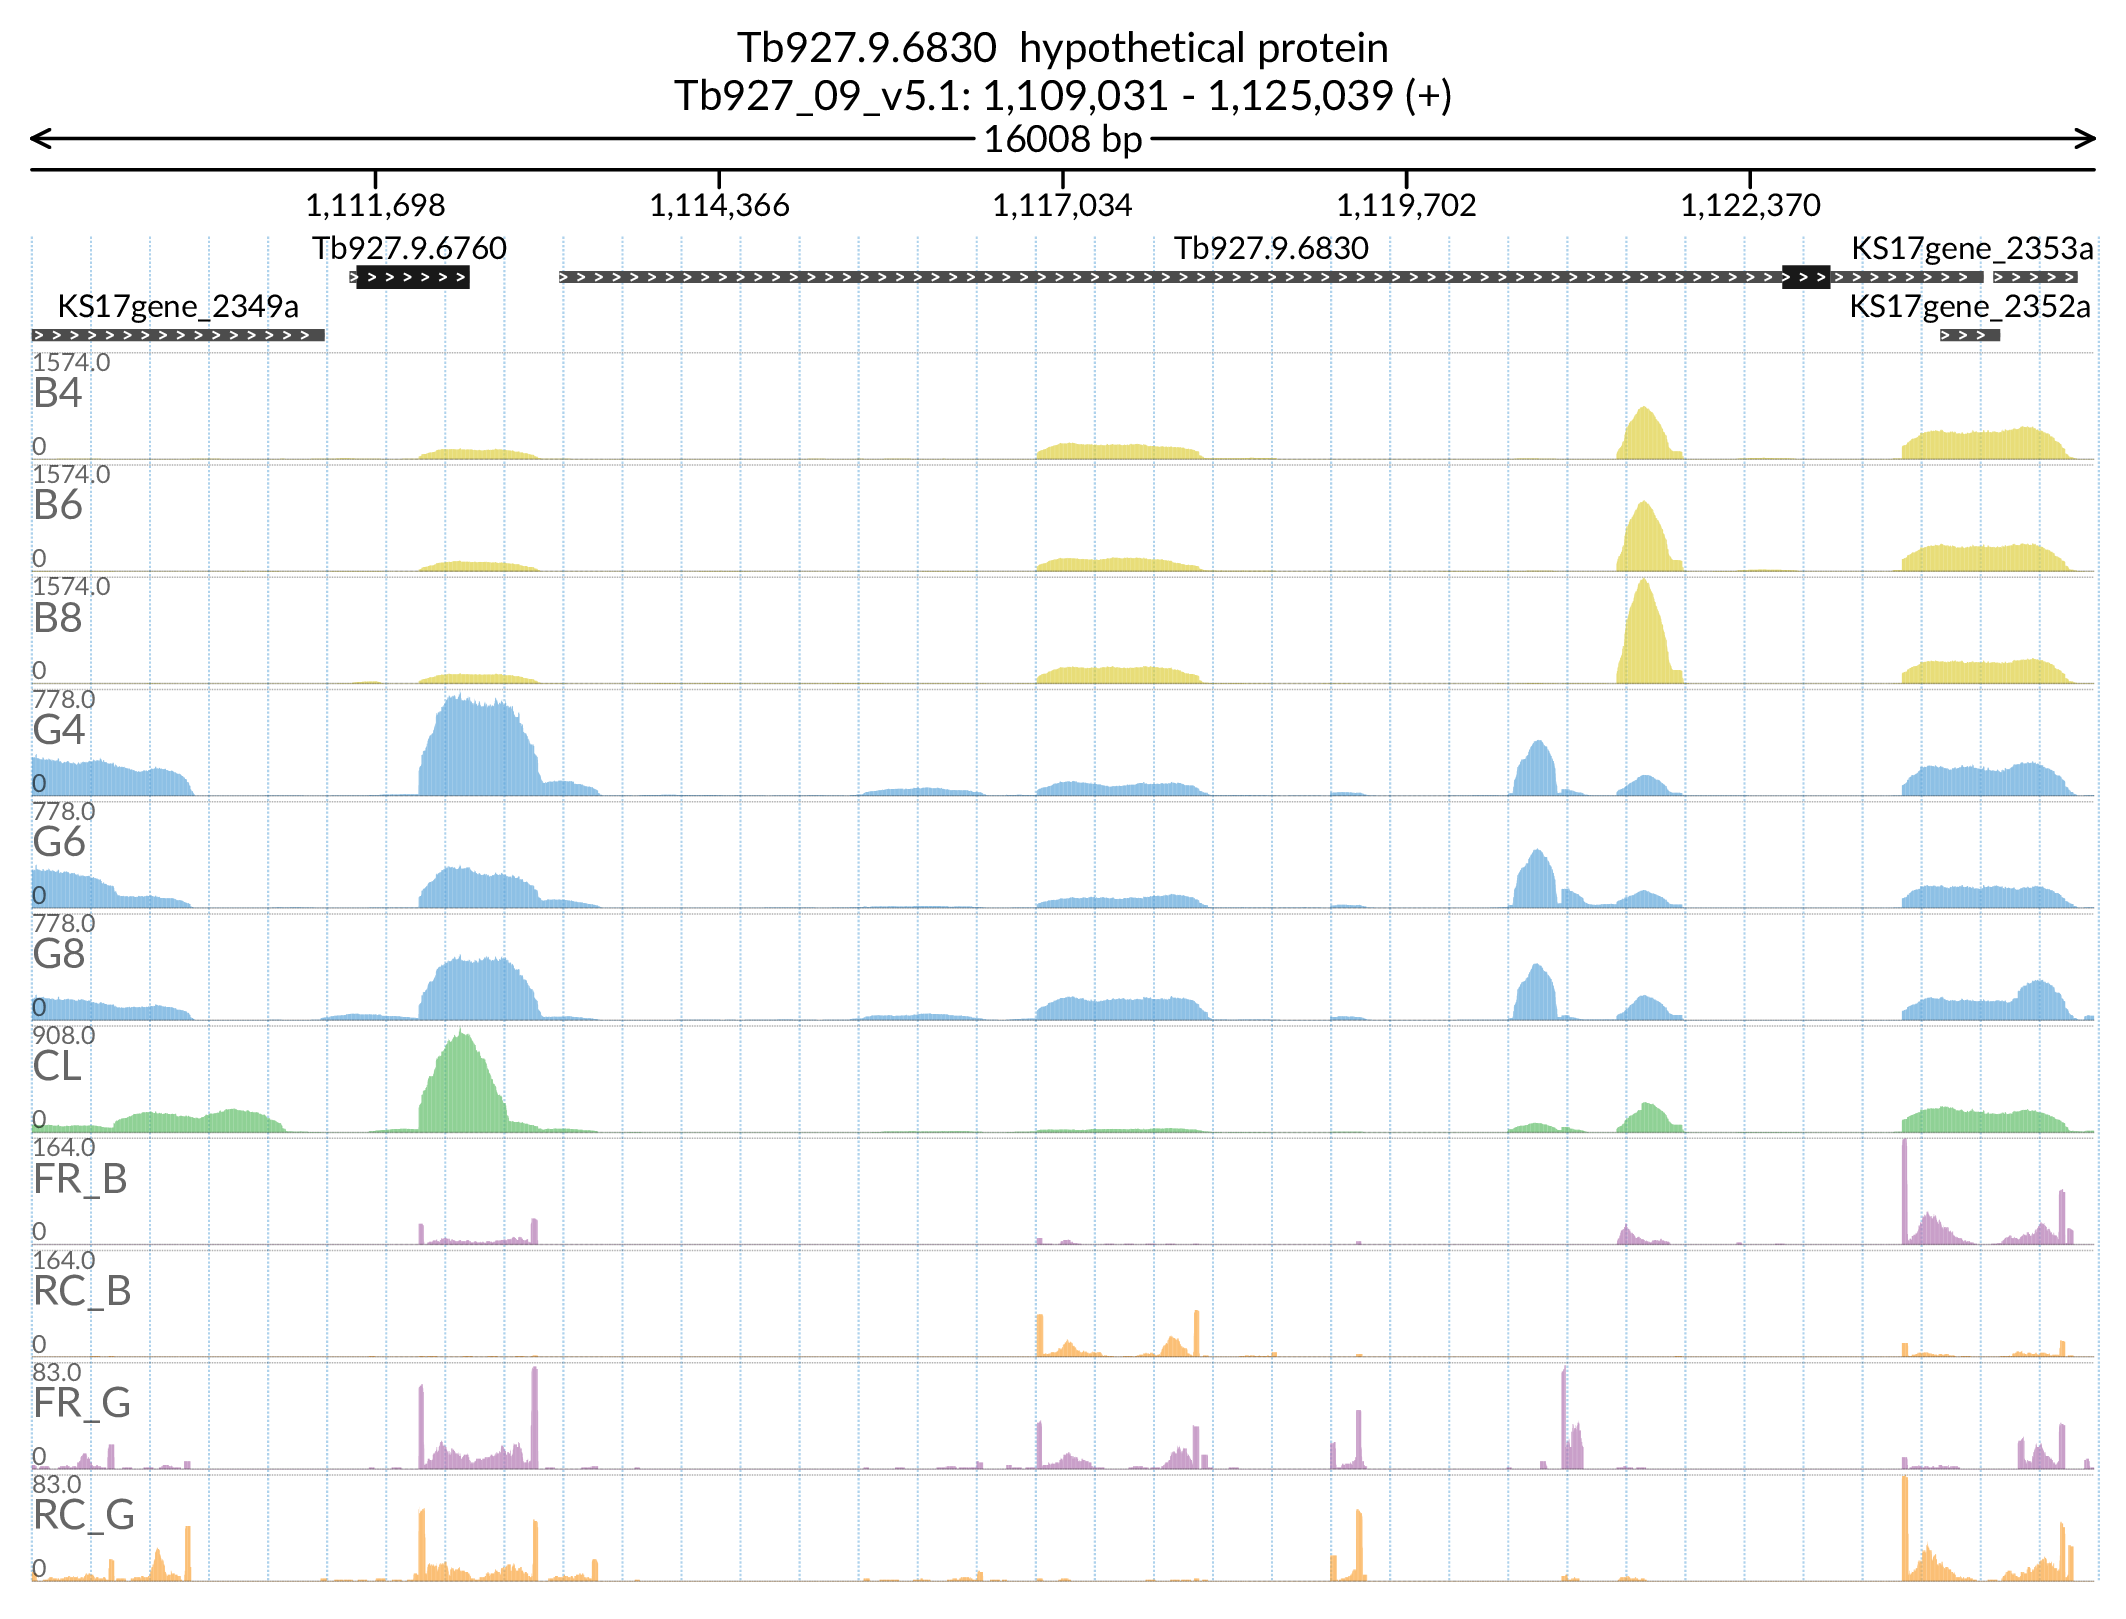 Tb927.9.6830  hypothetical protein
Tb927_09_v5.1: 1,109,031 - 1,125,039 (+)
16008 bp
1,111,698 1,114,366 1,117,034 1,119,702 1,122,370
Tb927.9.6760 Tb927.9.6830 KS17gene_2353a
KS17gene_2349a KS17gene_2352a
1574.0
B4
0
1574.0
B6
0
1574.0
B8
0
778.0
G4
0
778.0
G6
0
778.0
G8
0
908.0
CL
0
164.0
FR_B
0
164.0
RC_B
0
83.0
FR_G
0
83.0
RC_G
0